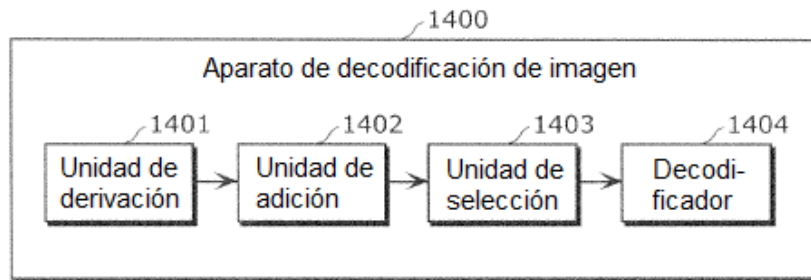 1400
Aparato de decodificación de imagen
1401
1402
1403
1404
Unidad de
derivación
Unidad de
adición
Unidad de
selección
Decodi-
ficador